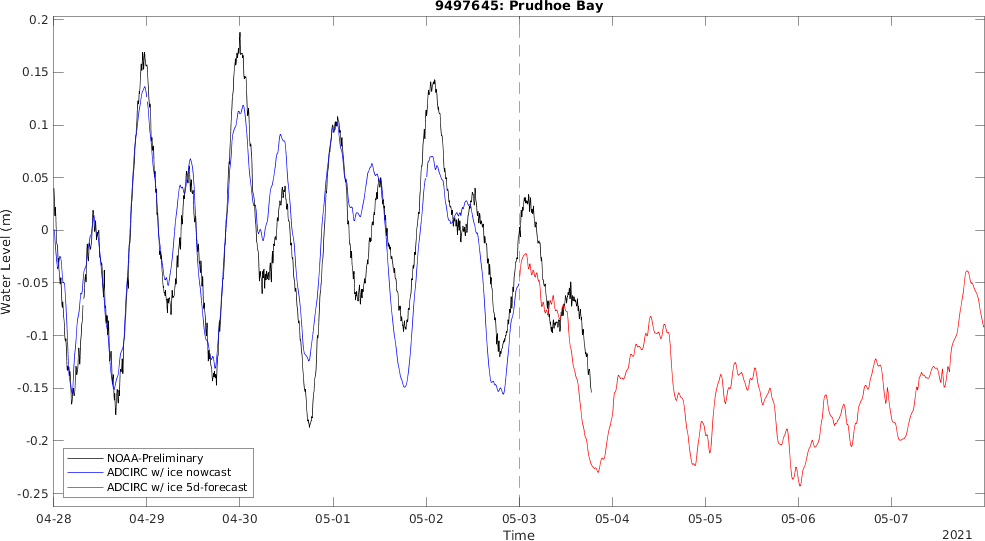 9497645: Prudhoe Bay
0.2
0.15
0.1
0.05
0
-0.05
-0.1
-0.15
-0.2
-0.25
Water Level (m)
NOAA-Preliminary
ADCIRC w/ ice nowcast
ADCIRC w/ ice 5d-forecast
04-28 04-29 04-30 05-01 05-02 05-03 05-04 05-05 05-06 05-07
Time
2021